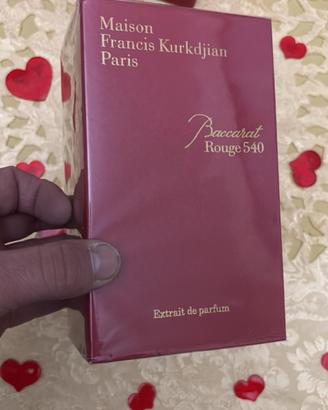 Maison
Francis Kurkdjian
Paris
Baccarat
Rouge 540
Extrait de parfum